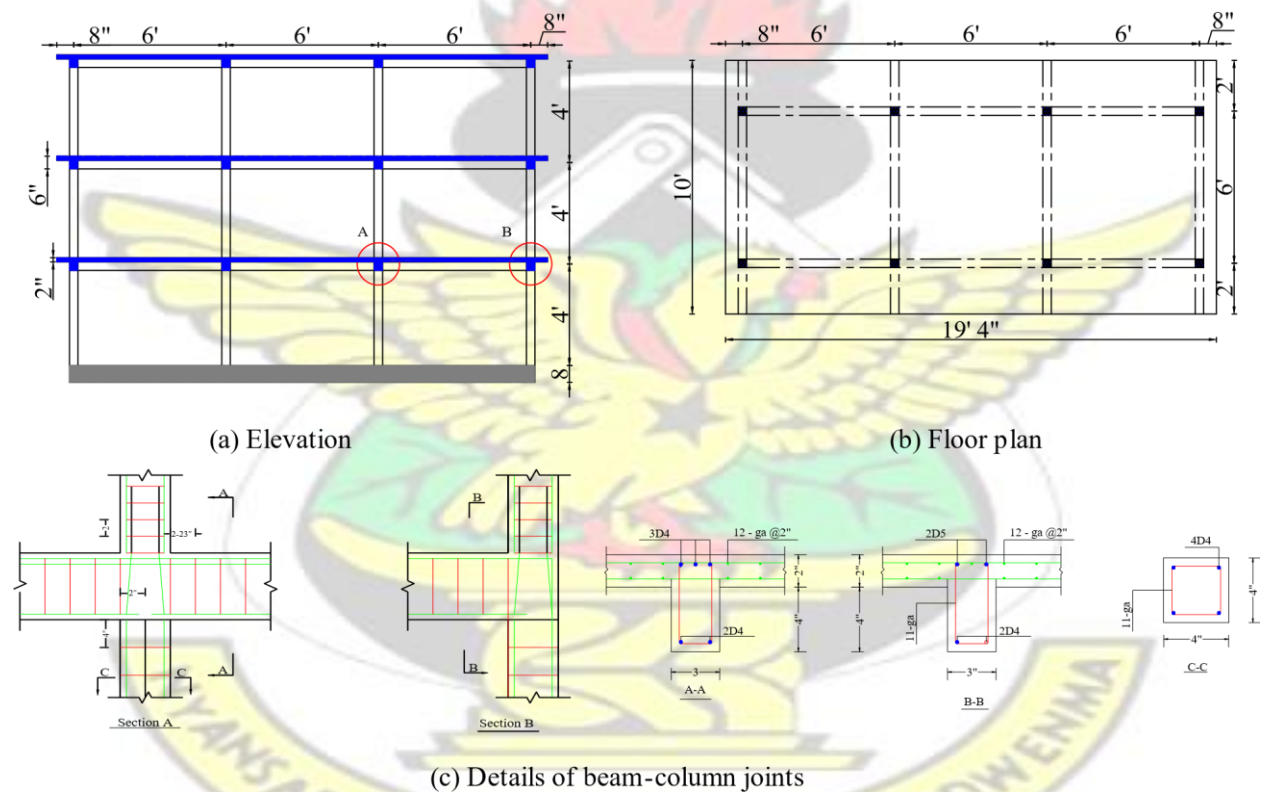 8" 6' 6' 6' 8"
4'
6"
4'
A B
2"
4'
8
(a) Elevation
8" 6' 6' 6' 8"
2'
10'
6'
2'
19' 4"
(b) Floor plan
A
2
2-23"
2"
4"
C C A
Section A
B
B
Section B
3D4 12 - ga @2"
2"
4"
2D4
3
A-A
2D5 12 - ga @2"
2"
4"
11-ga
2D4
3"
B-B
4D4
11-ga
4"
4"
C-C
(c) Details of beam-column joints